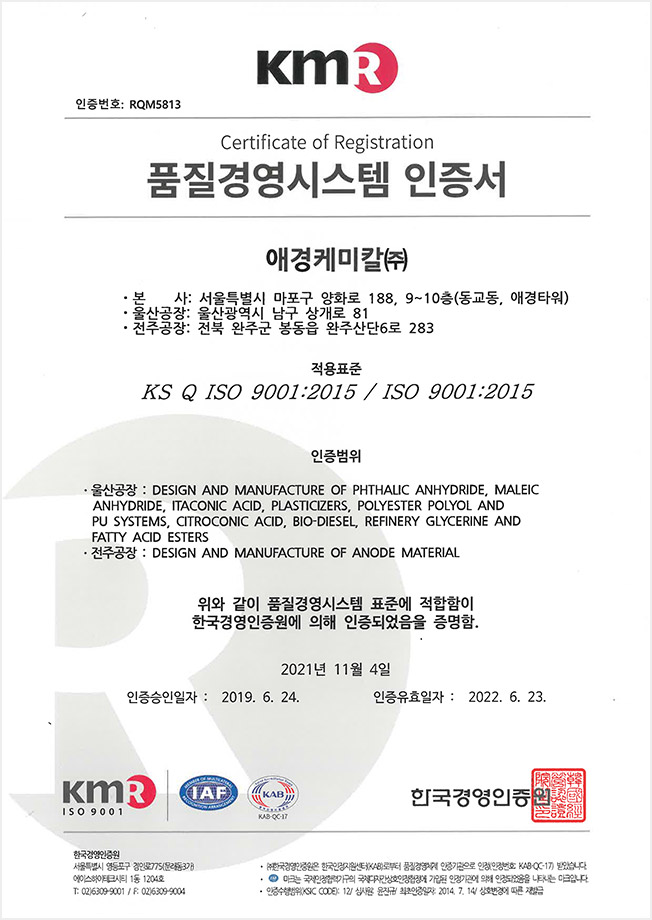 KMR
인증번호: RQM5813
Certificate of Registration
품질경영시스템 인증서
애경케미칼㈜
· 본 사: 서울특별시 마포구 양화로 188, 9~10층(동교동, 애경타워)
· 울산공장: 울산광역시 남구 상개로 81
· 전주공장: 전북 완주군 봉동읍 완주산단6로 283
적용표준
KS Q ISO 9001:2015 / ISO 9001:2015
인증범위
· 울산공장 : DESIGN AND MANUFACTURE OF PHTHALIC ANHYDRIDE, MALEIC
ANHYDRIDE, ITACONIC ACID, PLASTICIZERS, POLYESTER POLYOL AND
PU SYSTEMS, CITROCONIC ACID, BIO-DIESEL, REFINERY GLYCERINE AND
FATTY ACID ESTERS
· 전주공장 : DESIGN AND MANUFACTURE OF ANODE MATERIAL
위와 같이 품질경영시스템 표준에 적합함이
한국경영인증원에 의해 인증되었음을 증명함.
2021년 11월 4일
인증승인일자 : 2019. 6. 24. 인증유효일자 : 2022. 6. 23.
KMR
ISO 9001
MEMBER OF MULTILATERAL
IAF
RECOGNITION ARRANGEMENT
KAB
KAB-QC-17
한국경영인증원
한국경영인증원
서울특별시 영등포구 경인로775(문래동3가)
에이스하이테크시티 1동 1204호
T: 02)6309-9001 / F: 02)6309-9004
· ㈜한국경영인증원은 한국인정지원센터(KAB)로부터 품질경영체제 인증기관으로 인정(인정번호: KAB-QC-17) 받았습니다.
· IAF 마크는 국제인정협력기구의 국제다자간상호인정협정에 가입된 인정기관에 의해 인정되었음을 나타내는 마크입니다.
· 인증수행범위(KSIC CODE): 12/ 심사원: 윤진규/ 최초인증일자: 2014. 7. 14/ 상호변경에 따른 재발급